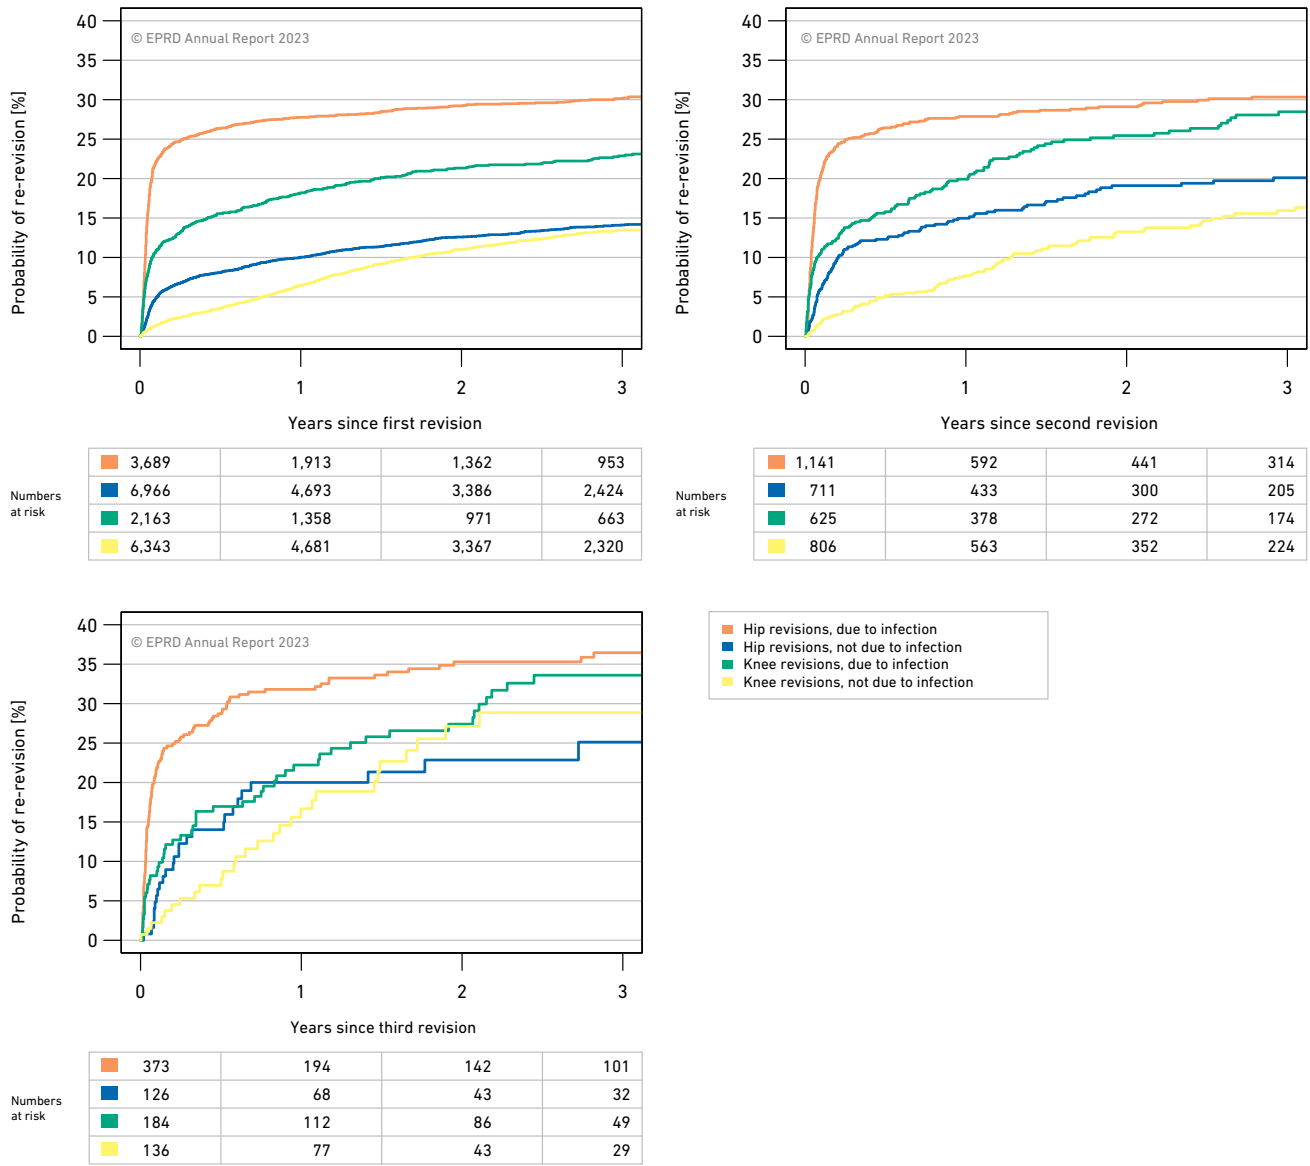 © EPRD Annual Report 2023
Probability of re-revision [%]
40
35
30
25
20
15
10
5
0
0 1 2 3
Years since first revision
Numbers
at risk
3,689 1,913 1,362 953
6,966 4,693 3,386 2,424
2,163 1,358 971 663
6,343 4,681 3,367 2,320
© EPRD Annual Report 2023
Probability of re-revision [%]
40
35
30
25
20
15
10
5
0
0 1 2 3
Years since second revision
Numbers
at risk
1,141 592 441 314
711 433 300 205
625 378 272 174
806 563 352 224
© EPRD Annual Report 2023
Probability of re-revision [%]
40
35
30
25
20
15
10
5
0
0 1 2 3
Years since third revision
Numbers
at risk
373 194 142 101
126 68 43 32
184 112 86 49
136 77 43 29
Hip revisions, due to infection
Hip revisions, not due to infection
Knee revisions, due to infection
Knee revisions, not due to infection